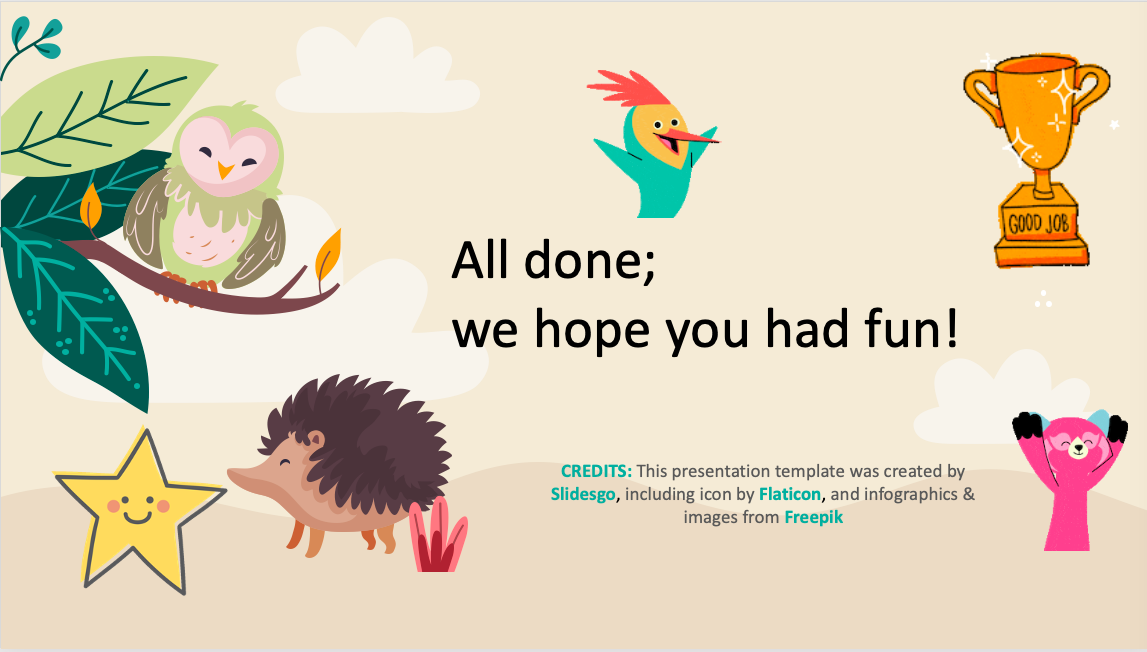 GOOD JOB
All done;
we hope you had fun!
CREDITS: This presentation template was created by
Slidesgo, including icon by Flaticon, and infographics &
images from Freepik